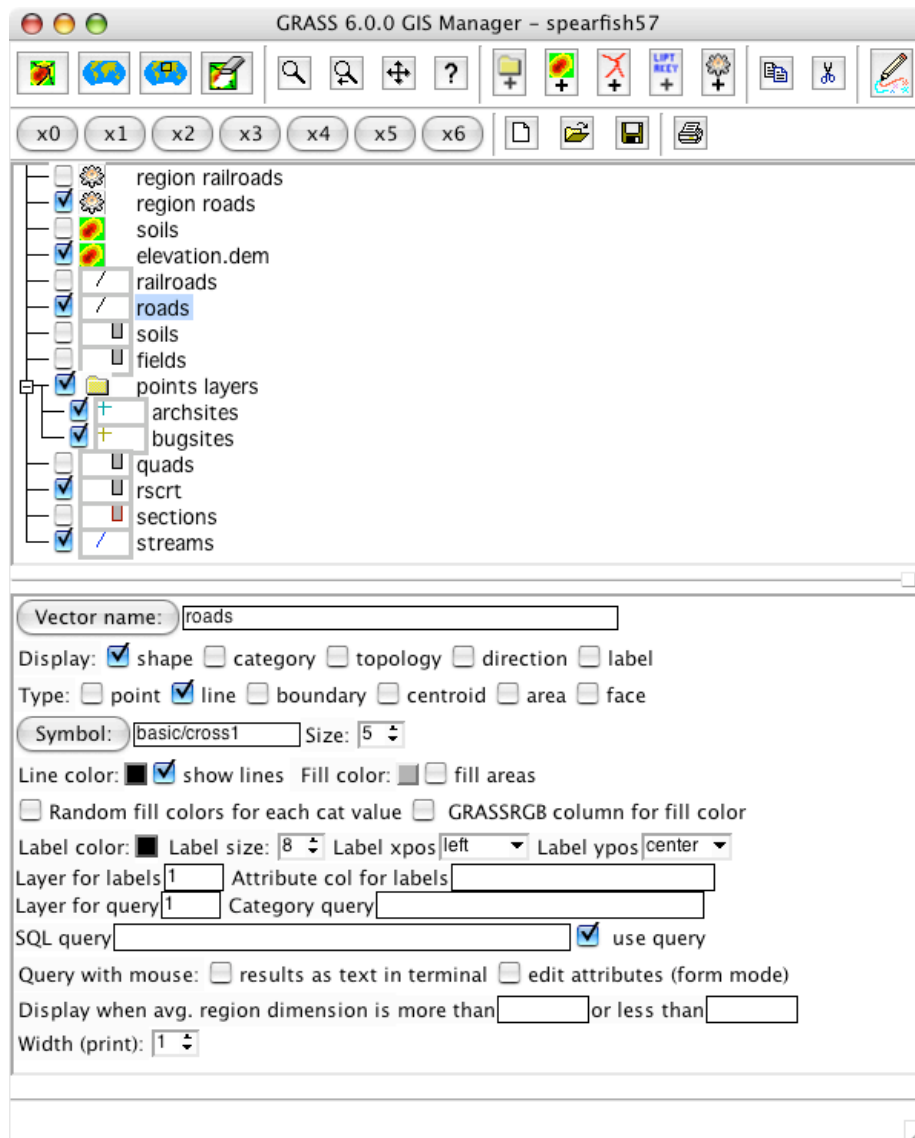 GRASS 6.0.0 GIS Manager – spearfish57
?
x0 x1 x2 x3 x4 x5 x6
region railroads
region roads
soils
elevation.dem
railroads
roads
soils
fields
points layers
archsites
bugsites
quads
rscrt
sections
streams
Vector name: roads
Display: shape category topology direction label
Type: point line boundary centroid area face
Symbol: basic/cross1 Size: 5
Line color: show lines Fill color: fill areas
Random fill colors for each cat value GRASSRGB column for fill color
Label color: Label size: 8 Label xpos left Label ypos center
Layer for labels 1 Attribute col for labels
Layer for query 1 Category query
SQL query use query
Query with mouse: results as text in terminal edit attributes (form mode)
Display when avg. region dimension is more than or less than
Width (print): 1